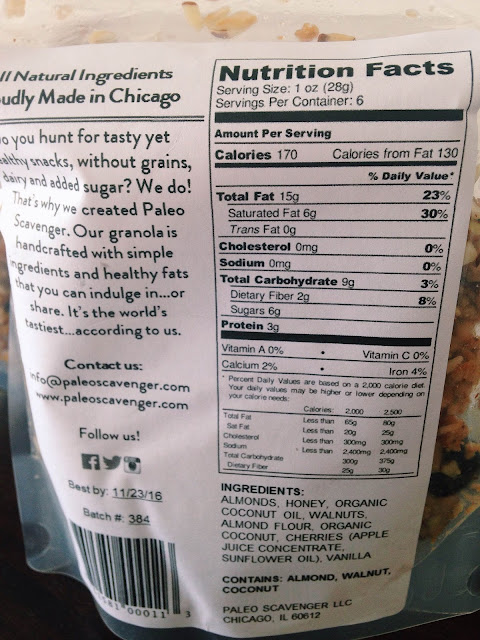 ll Natural Ingredients
oudly Made in Chicago
o you hunt for tasty yet
althy snacks, without grains,
dairy and added sugar? We do!
That's why we created Paleo
Scavenger. Our granola is
handcrafted with simple
ingredients and healthy fats
that you can indulge in...or
share. It's the world's
tastiest...according to us.
Contact us:
info@paleoscavenger.com
www.paleoscavenger.com
Follow us!
Best by: 11/23/16
Batch #: 384
581 00011 3
Nutrition Facts
Serving Size: 1 oz (28g)
Servings Per Container: 6
Amount Per Serving
Calories 170 Calories from Fat 130
% Daily Value*
Total Fat 15g 23%
Saturated Fat 6g 30%
Trans Fat 0g
Cholesterol 0mg 0%
Sodium 0mg 0%
Total Carbohydrate 9g 3%
Dietary Fiber 2g 8%
Sugars 6g
Protein 3g
Vitamin A 0% • Vitamin C 0%
Calcium 2% • Iron 4%
* Percent Daily Values are based on a 2,000 calorie diet.
Your daily values may be higher or lower depending on
your calorie needs:
Calories: 2,000 2,500
Total Fat Less than 65g 80g
Sat Fat Less than 20g 25g
Cholesterol Less than 300mg 300mg
Sodium Less than 2,400mg 2,400mg
Total Carbohydrate 300g 375g
Dietary Fiber 25g 30g
INGREDIENTS:
ALMONDS, HONEY, ORGANIC
COCONUT OIL, WALNUTS,
ALMOND FLOUR, ORGANIC
COCONUT, CHERRIES (APPLE
JUICE CONCENTRATE,
SUNFLOWER OIL), VANILLA
CONTAINS: ALMOND, WALNUT,
COCONUT
PALEO SCAVENGER LLC
CHICAGO, IL 60612